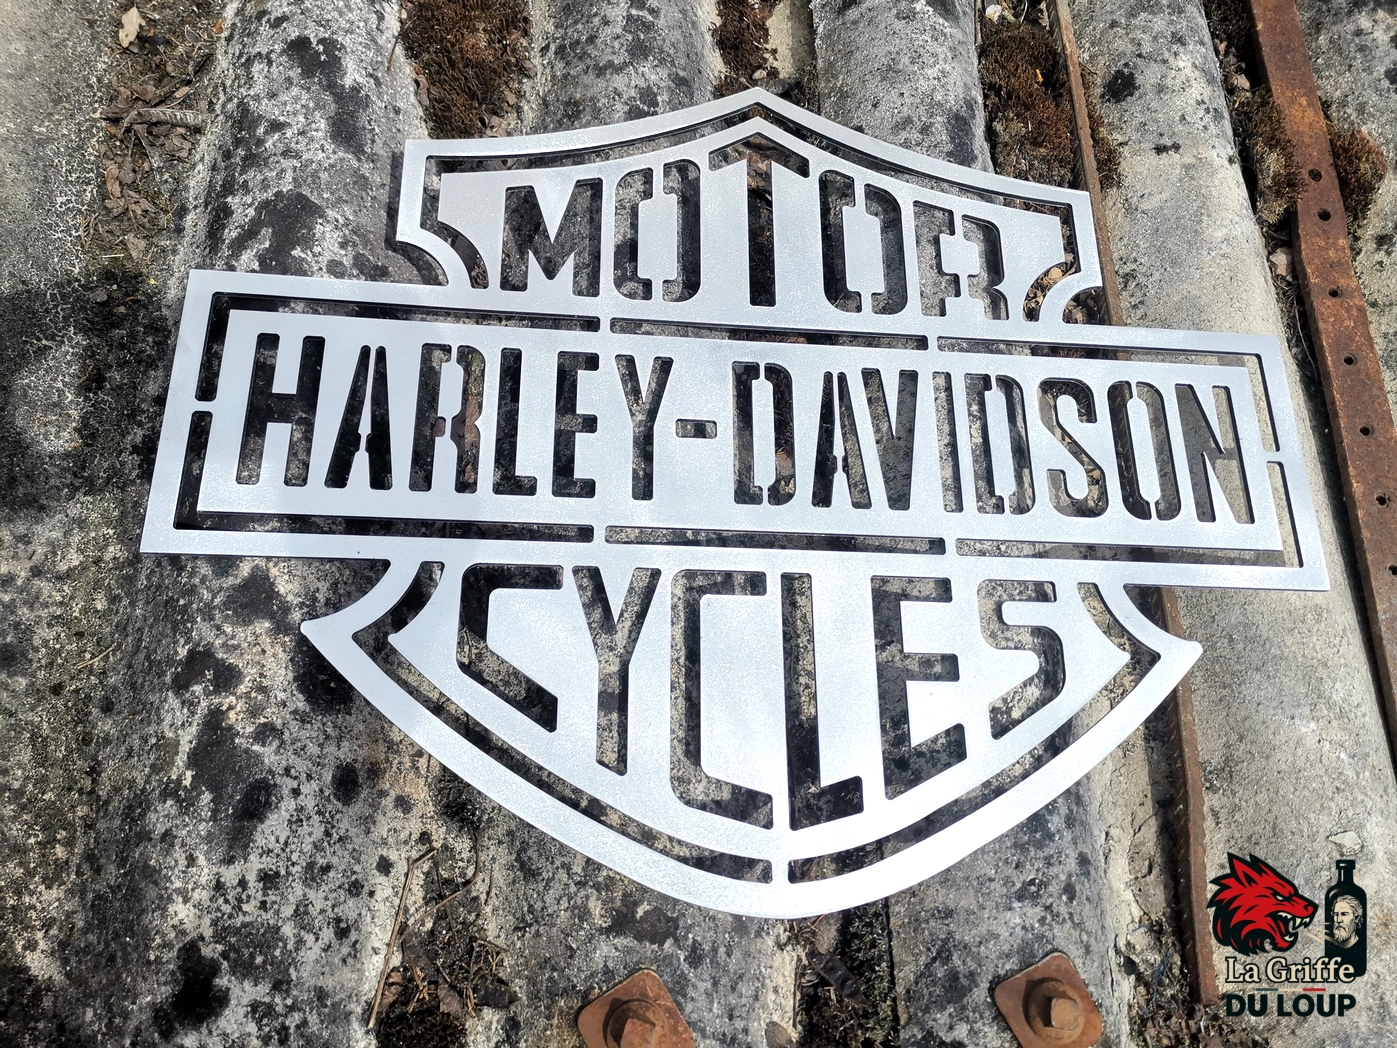 MOTOR
HARLEY-DAVIDSON
CYCLES
La Griffe
DU LOUP